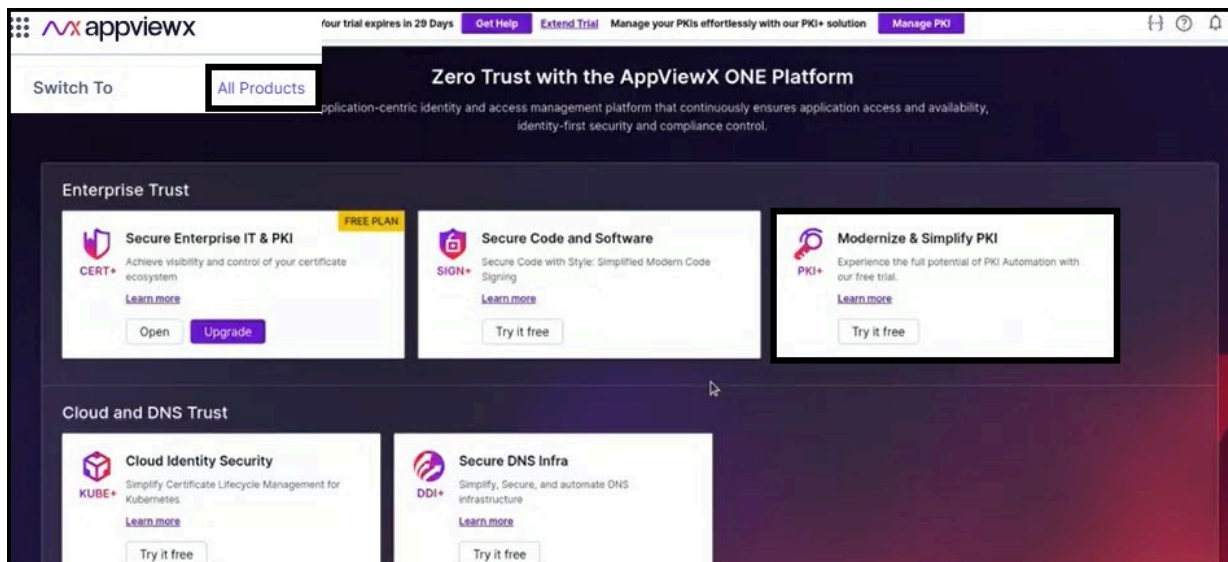 appviewx
our trial expires in 29 Days Get Help Extend Trial Manage your PKIs effortlessly with our PKI+ solution Manage PKI
Switch To All Products
Zero Trust with the AppViewX ONE Platform
pplication-centric identity and access management platform that continuously ensures application access and availability,
identity-first security and compliance control.
Enterprise Trust
FREE PLAN
CERT+
Secure Enterprise IT & PKI
Achieve visibility and control of your certificate
ecosystem
Learn more
Open Upgrade
SIGN+
Secure Code and Software
Secure Code with Style: Simplified Modern Code
Signing
Learn more
Try it free
PKI+
Modernize & Simplify PKI
Experience the full potential of PKI Automation with
our free trial.
Learn more
Try it free
Cloud and DNS Trust
KUBE+
Cloud Identity Security
Simplify Certificate Lifecycle Management for
Kubernetes
Learn more
Try it free
DDI+
Secure DNS Infra
Simplify, Secure, and automate DNS
infrastructure
Learn more
Try it free